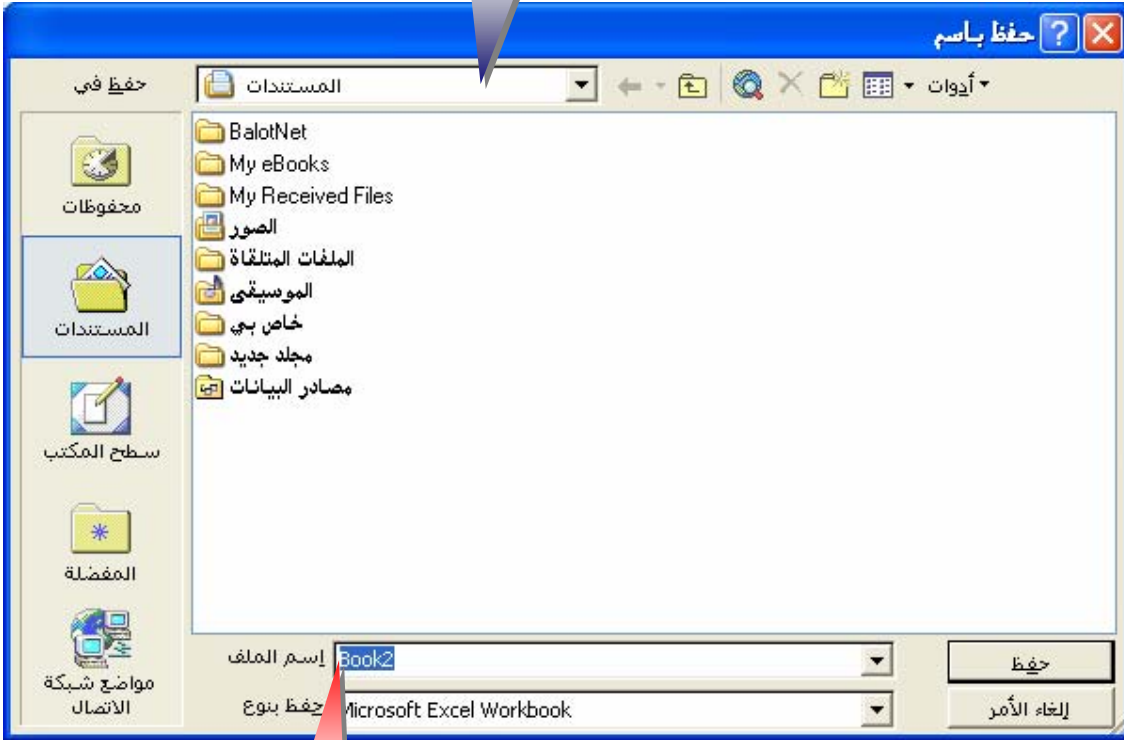 حفظ باسم
حفظ في
المستندات
أدوات
محفوظات
المستندات
سطح المكتب
المفضلة
مواضع شبكة
الاتصال
BalotNet
My eBooks
My Received Files
الصور
الملفات المتلقاة
الموسيقى
خاص بي
مجلد جديد
مصادر البيانات
إسم الملف
Book2
حفظ
حفظ بنوع
Microsoft Excel Workbook
إلغاء الأمر